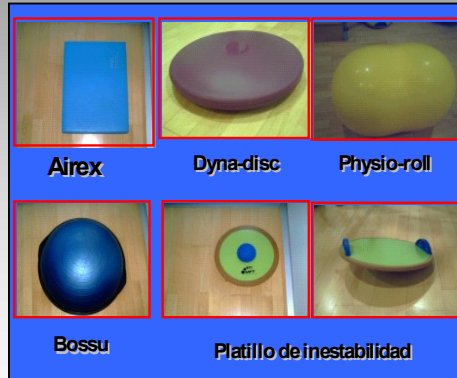 Airex
Dyna-disc
Physio-roll
Bossu
Platillo de inestabilidad